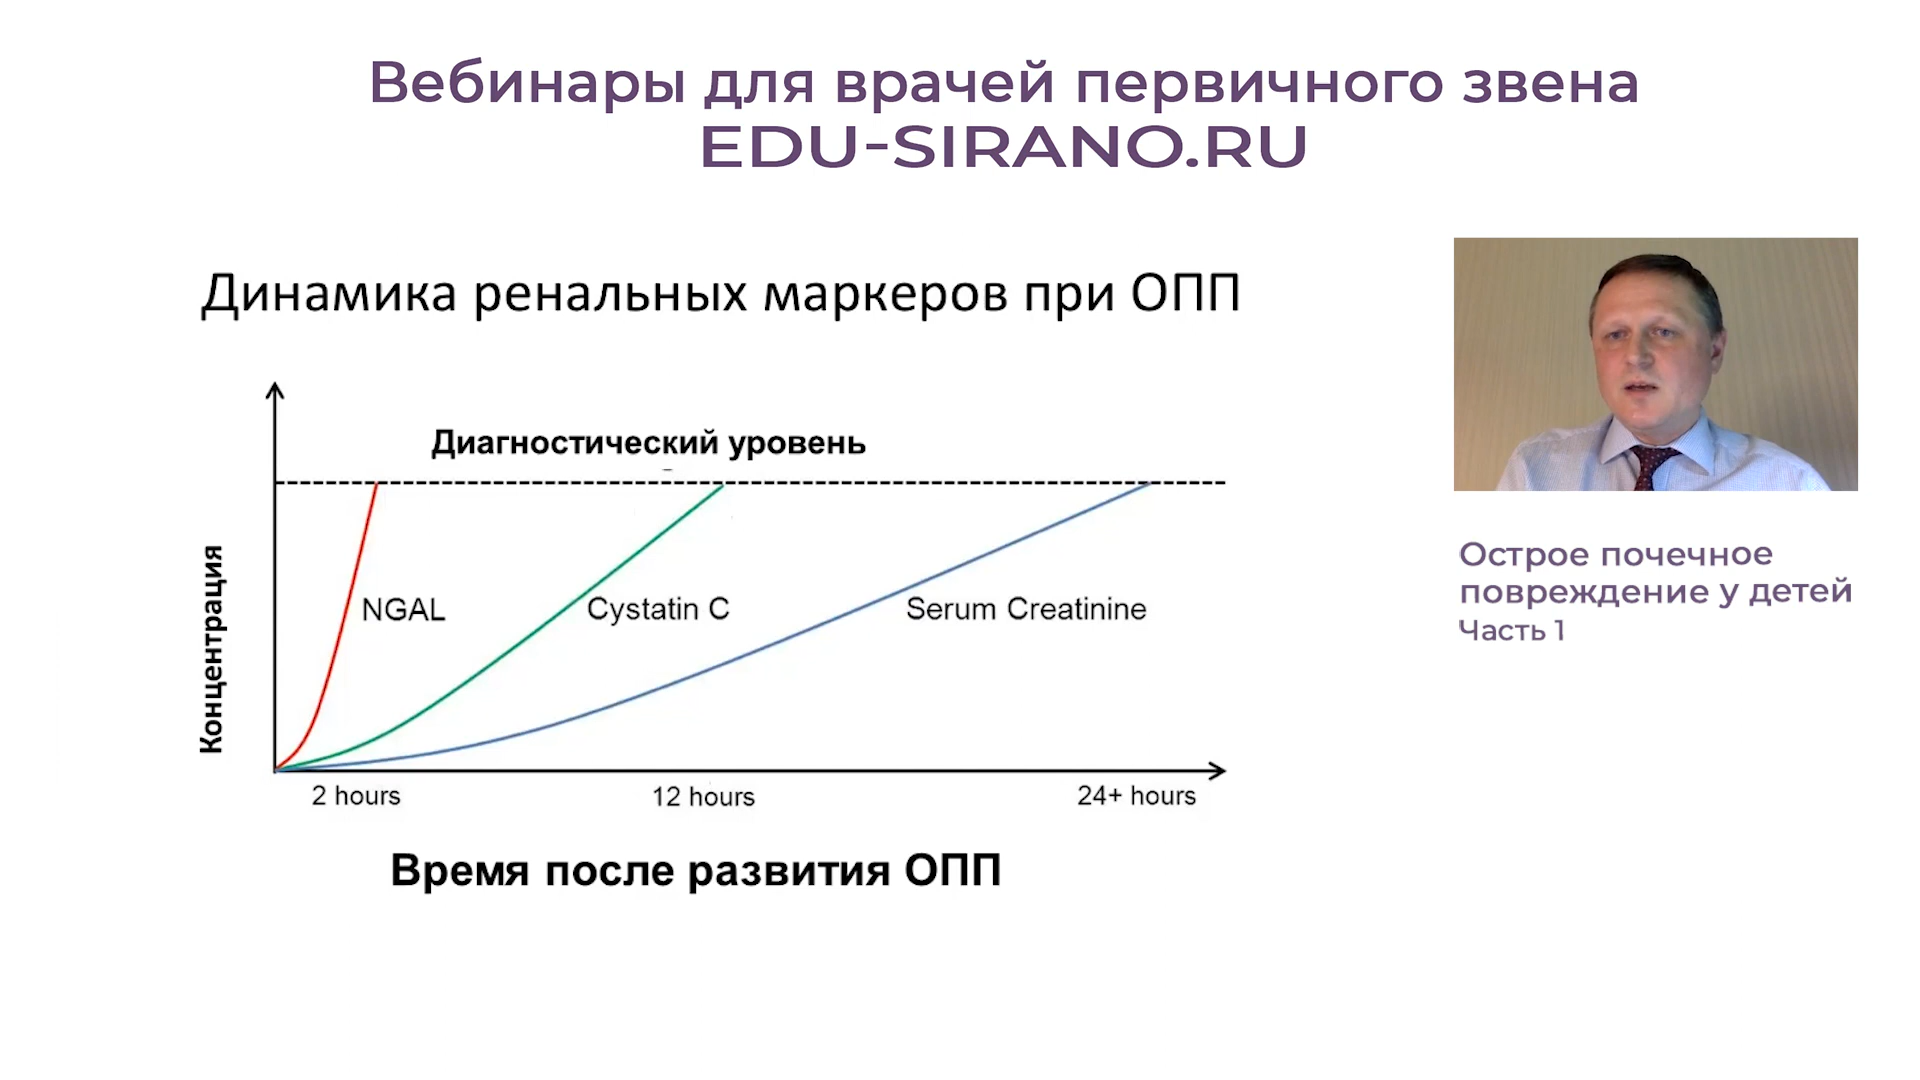 Вебинары для врачей первичного звена
EDU-SIRANO.RU
Динамика ренальных маркеров при ОПП
Диагностический уровень
Концентрация
NGAL
Cystatin C
Serum Creatinine
2 hours
12 hours
24+ hours
Время после развития ОПП
Острое почечное
повреждение у детей
Часть 1